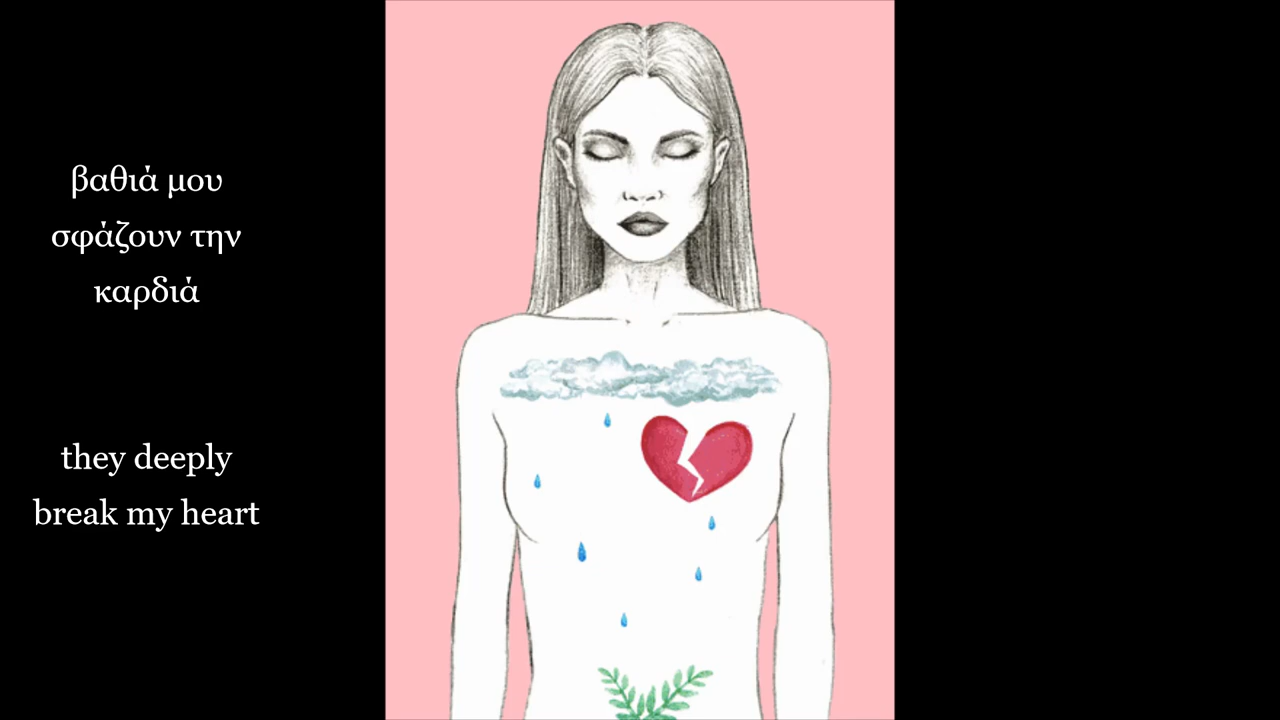 βαθιά μου
σφάζουν την
καρδιά
they deeply
break my heart